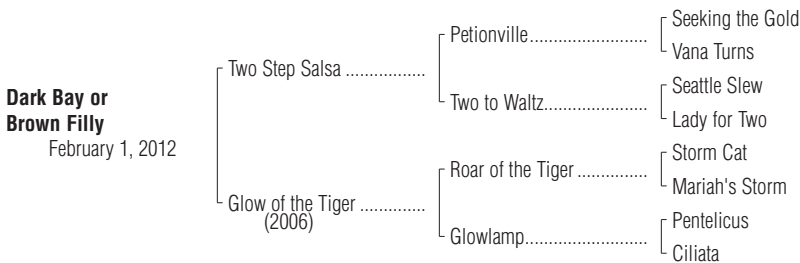 Dark Bay or
Brown Filly
February 1, 2012
Two Step Salsa .................
Glow of the Tiger ..............
(2006)
Petionville.........................
Two to Waltz......................
Roar of the Tiger ...............
Glowlamp..........................
Seeking the Gold
Vana Turns
Seattle Slew
Lady for Two
Storm Cat
Mariah's Storm
Pentelicus
Ciliata